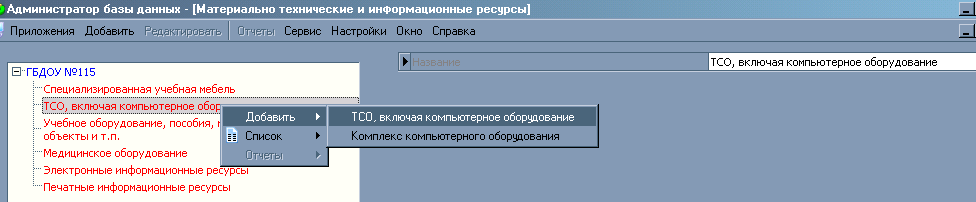 Администратор базы данных - [Материально технические и информационные ресурсы]
Приложения Добавить Редактировать Отчеты Сервис Настройки Окно Справка
Название ТСО, включая компьютерное оборудование
ГБДОУ №115
Специализированная учебная мебель
ТСО, включая компьютерное обор
Добавить ТСО, включая компьютерное оборудование
Учебное оборудование, пособия,
объекты и т.п.
Список Комплекс компьютерного оборудования
Медицинское оборудование
Отчеты
Электронные информационные ресурсы
Печатные информационные ресурсы